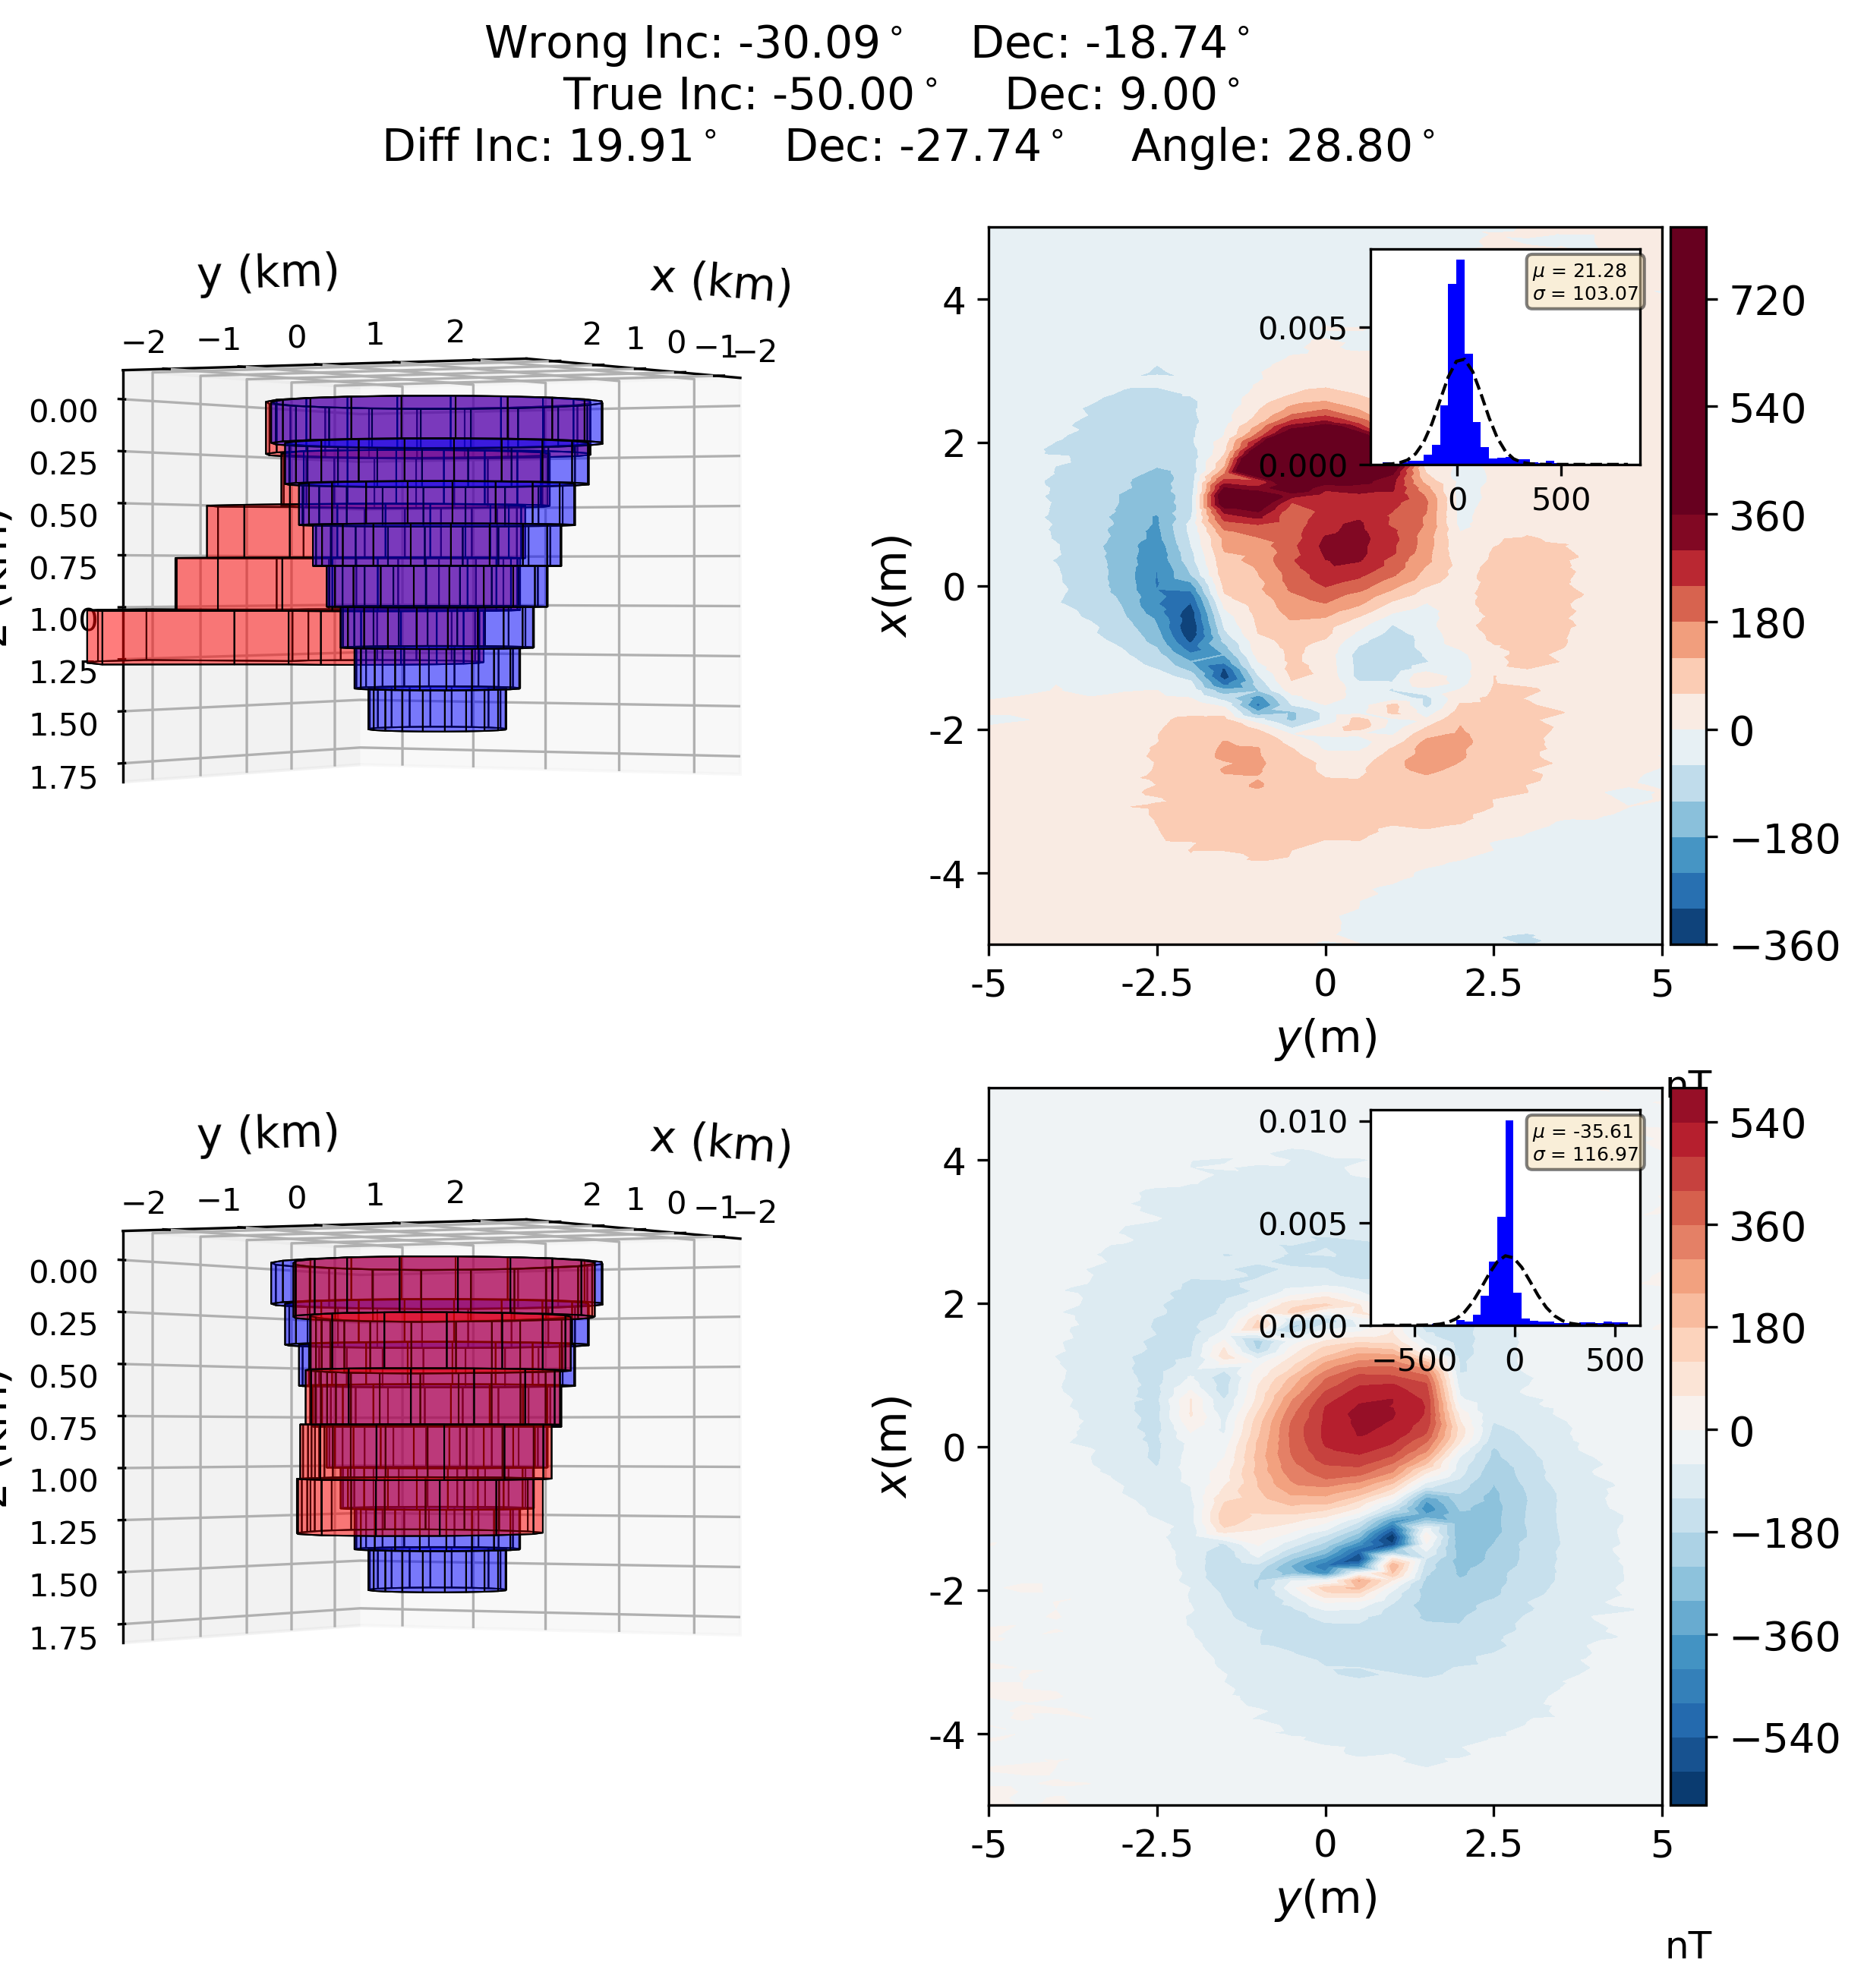 Wrong Inc: -30.09° Dec: -18.74°
True Inc: -50.00° Dec: 9.00°
Diff Inc: 19.91° Dec: -27.74° Angle: 28.80°
y (km)
x (km)
−2 −1 0 1 2
2 1 0 −1 −2
0.00
0.25
0.50
0.75
1.00
1.25
1.50
1.75
μ = 21.28
σ = 103.07
0.005
0.000
0 500
4
2
0
-2
-4
x(m)
-5 -2.5 0 2.5 5
y(m)
720
540
360
180
0
−180
−360
nT
y (km)
x (km)
−2 −1 0 1 2
2 1 0 −1 −2
0.00
0.25
0.50
0.75
1.00
1.25
1.50
1.75
μ = -35.61
σ = 116.97
0.010
0.005
0.000
−500 0 500
4
2
0
-2
-4
x(m)
-5 -2.5 0 2.5 5
y(m)
540
360
180
0
−180
−360
−540
nT